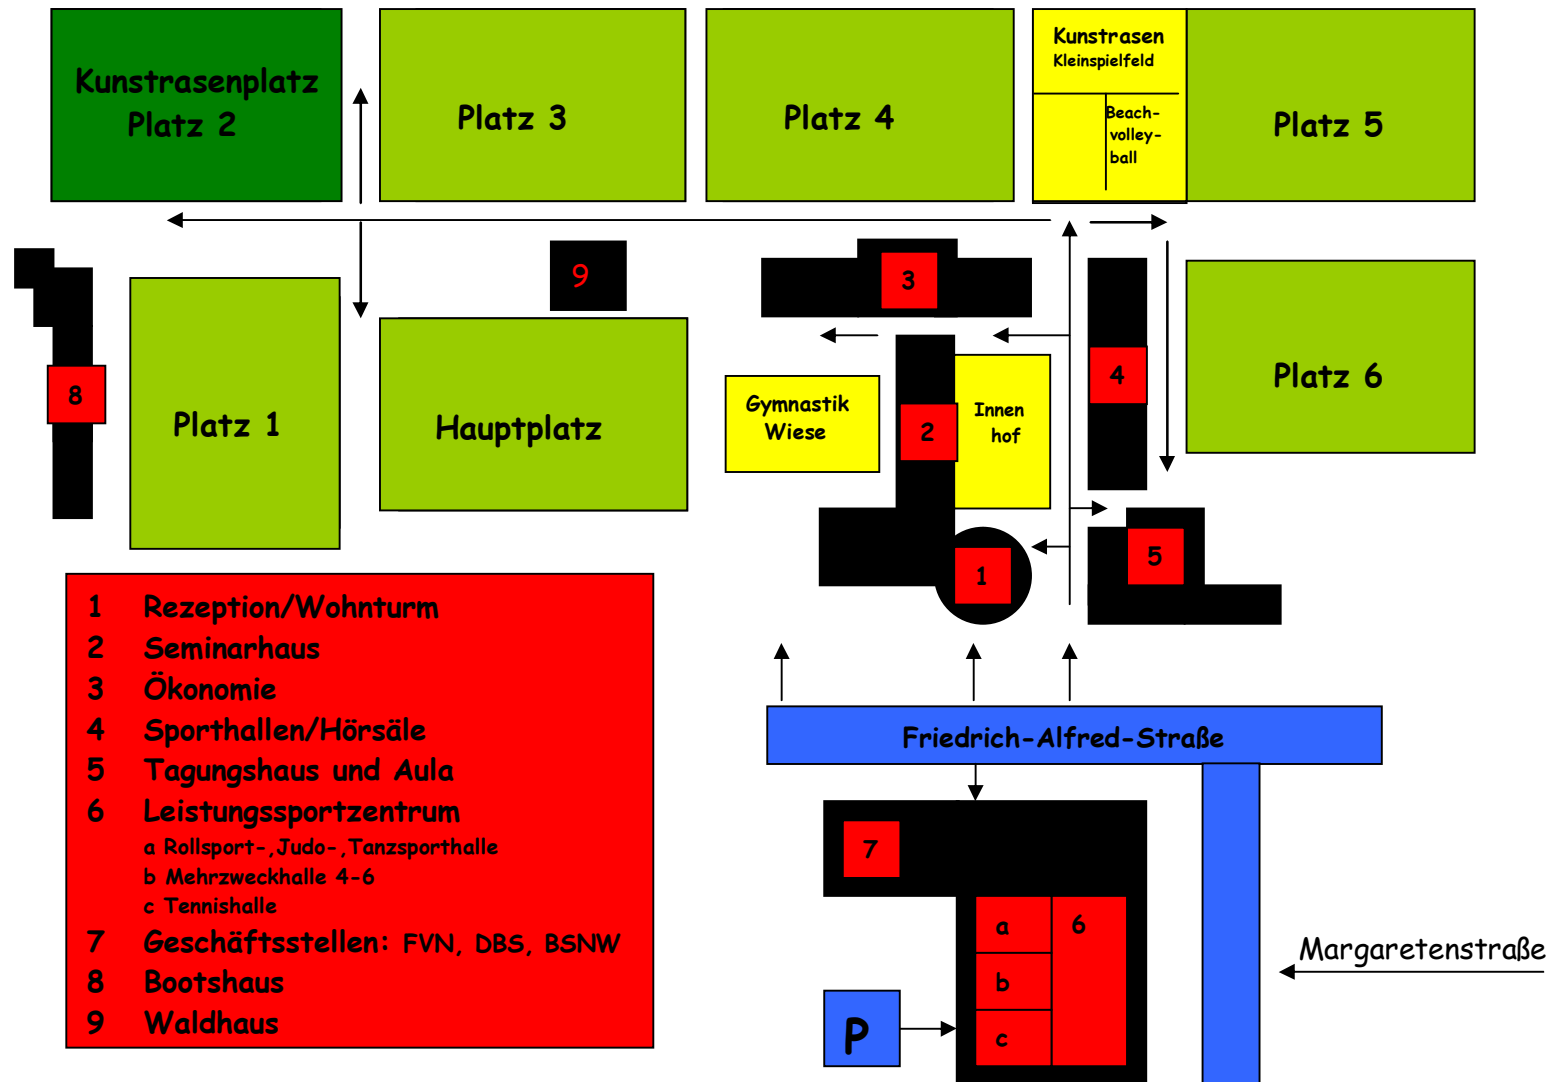 Kunstrasenplatz
Platz 2
Platz 3
Platz 4
Kunstrasen
Kleinspielfeld
Beach-
volley-
ball
Platz 5
9
3
8
Platz 1
Hauptplatz
Gymnastik
Wiese
2
Innen
hof
4
Platz 6
1
5
1 Rezeption/Wohnturm
2 Seminarhaus
3 Ökonomie
4 Sporthallen/Hörsäle
5 Tagungshaus und Aula
6 Leistungssportzentrum
a Rollsport-,Judo-,Tanzsporthalle
b Mehrzweckhalle 4-6
c Tennishalle
7 Geschäftsstellen: FVN, DBS, BSNW
8 Bootshaus
9 Waldhaus
Friedrich-Alfred-Straße
7
a
6
b
c
P
Margaretenstraße